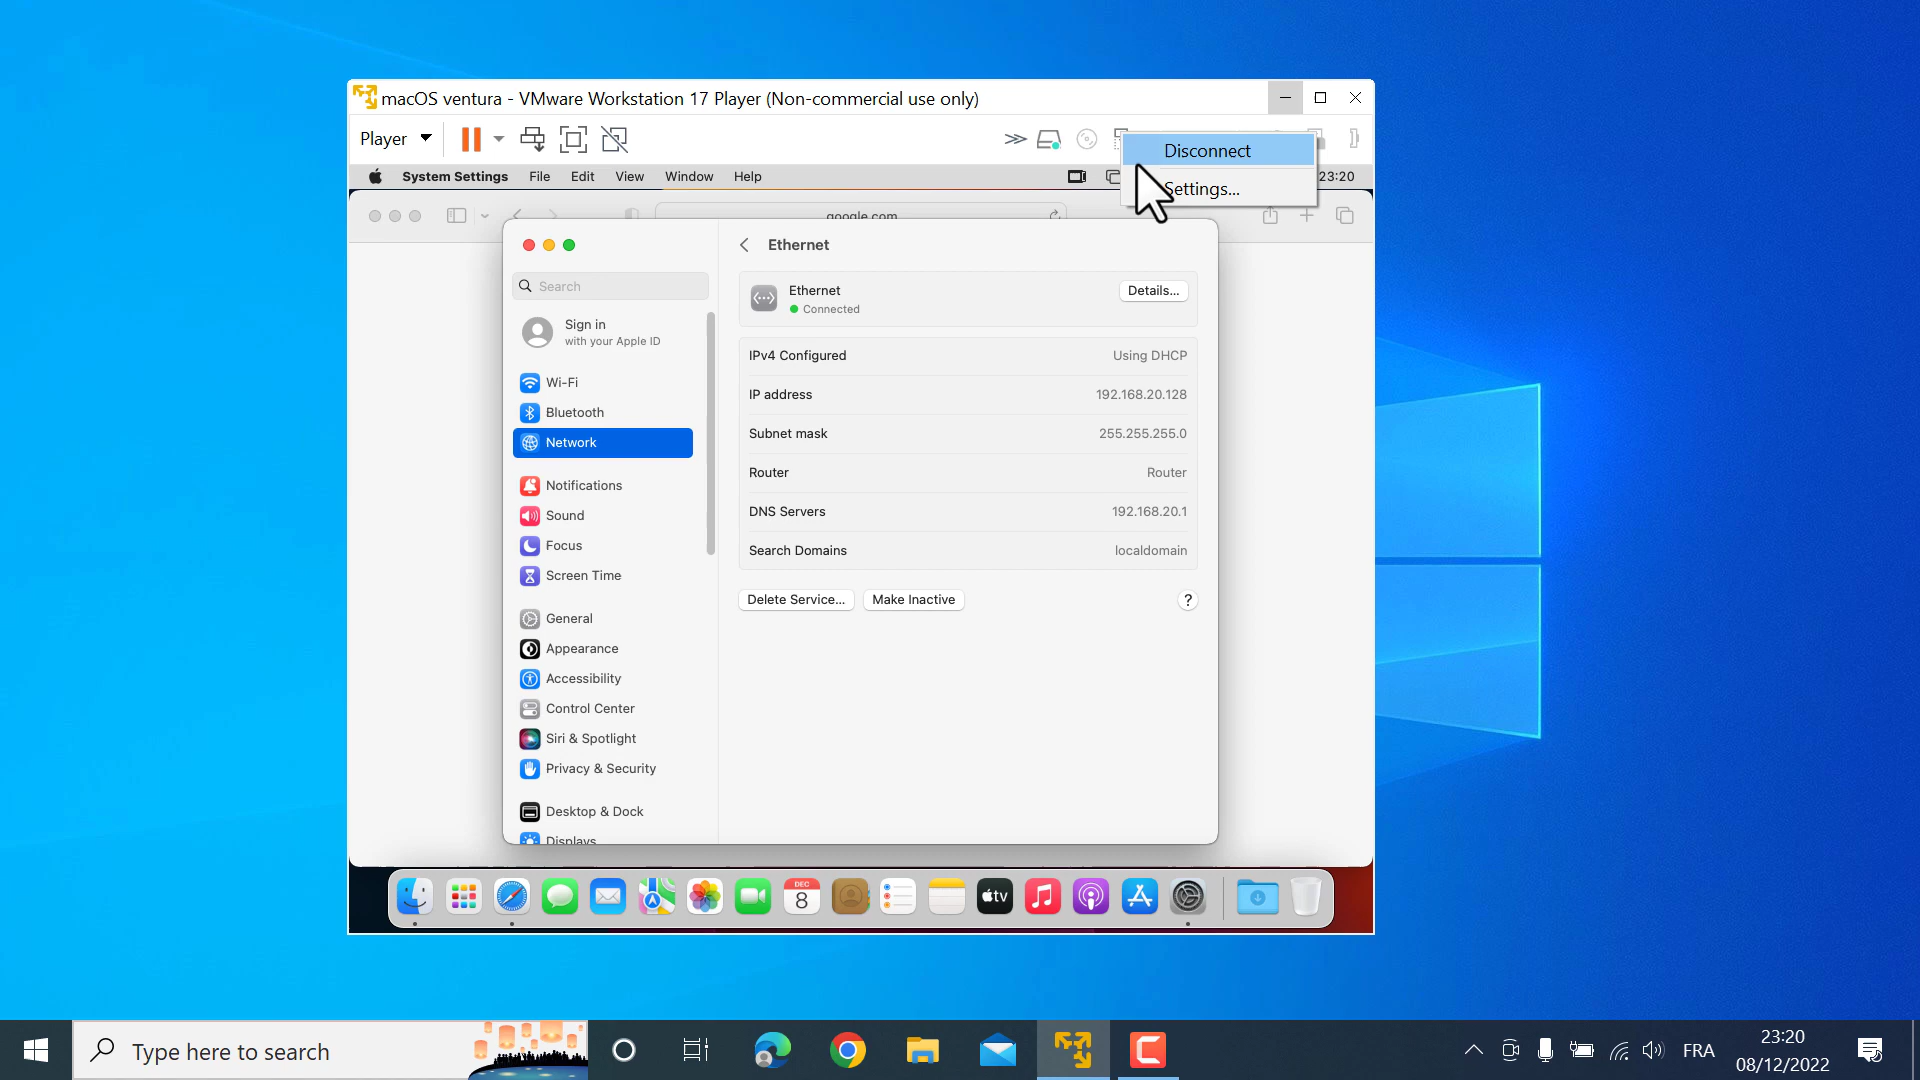 macOS ventura - VMware Workstation 17 Player (Non-commercial use only)
Player
Disconnect
Settings...
System Settings File Edit View Window Help
23:20
google.com
Ethernet
Search
Ethernet
Connected
Details...
Sign in
with your Apple ID
IPv4 Configured Using DHCP
Wi-Fi
IP address 192.168.20.128
Bluetooth
Subnet mask 255.255.255.0
Network
Router Router
Notifications
DNS Servers 192.168.20.1
Sound
Focus
Search Domains localdomain
Screen Time
Delete Service... Make Inactive ?
General
Appearance
Accessibility
Control Center
Siri & Spotlight
Privacy & Security
Desktop & Dock
Displays
DEC
8
tv
Type here to search
FRA
23:20
08/12/2022